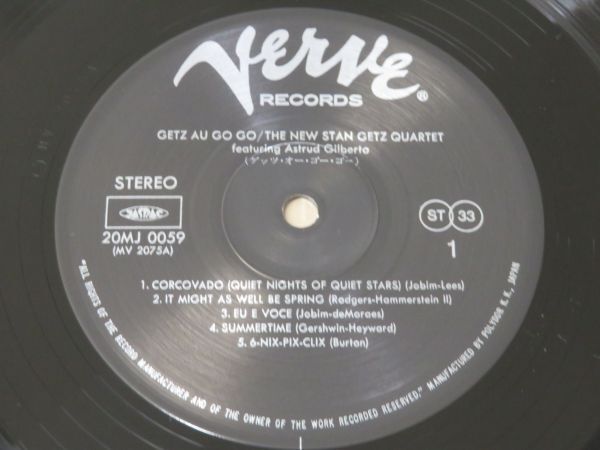 Verve®
RECORDS
GETZ AU GO GO/THE NEW STAN GETZ QUARTET
featuring Astrud Gilberto
(ゲッツ・オー・ゴー・ゴー)
STEREO
JASRAC
20MJ 0059
(MV 2075A)
ST 33
1
1. CORCOVADO (QUIET NIGHTS OF QUIET STARS) (Jobim-Lees)
2. IT MIGHT AS WELL BE SPRING (Rodgers-Hammerstein II)
3. EU E VOCE (Jobim-deMoraes)
4. SUMMERTIME (Gershwin-Heyward)
5. 6-NIX-PIX-CLIX (Burton)
"ALL RIGHTS OF THE RECORD MANUFACTURER AND OF THE OWNER OF THE WORK RECORDED RESERVED." MANUFACTURED BY POLYDOR K.K., JAPAN